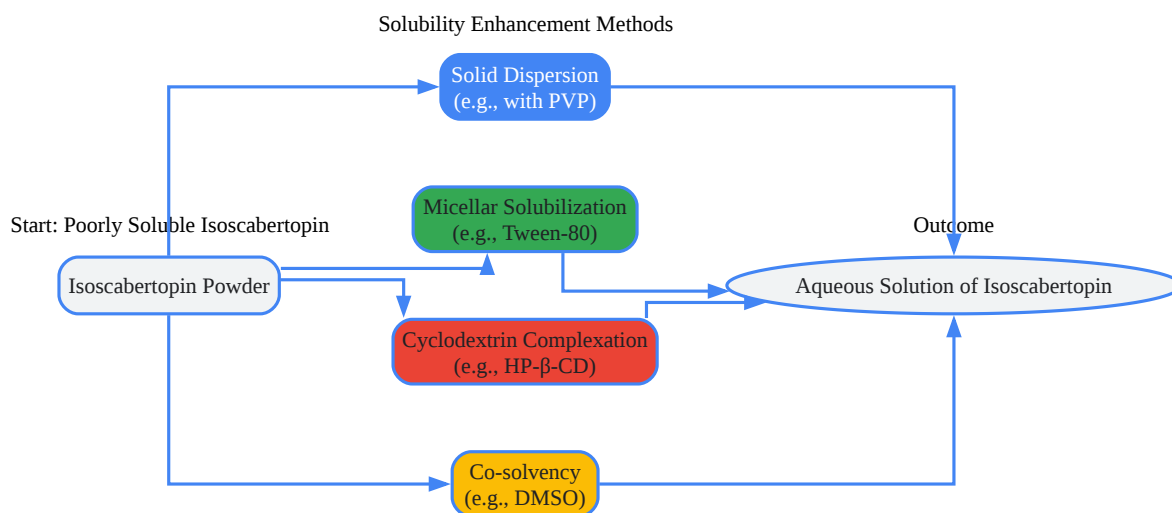 Solubility Enhancement Methods
Solid Dispersion
(e.g., with PVP)
Micellar Solubilization
(e.g., Tween-80)
Start: Poorly Soluble Isoscabertopin
Outcome
Isoscabertopin Powder
Aqueous Solution of Isoscabertopin
Cyclodextrin Complexation
(e.g., HP-β-CD)
Co-solvency
(e.g., DMSO)